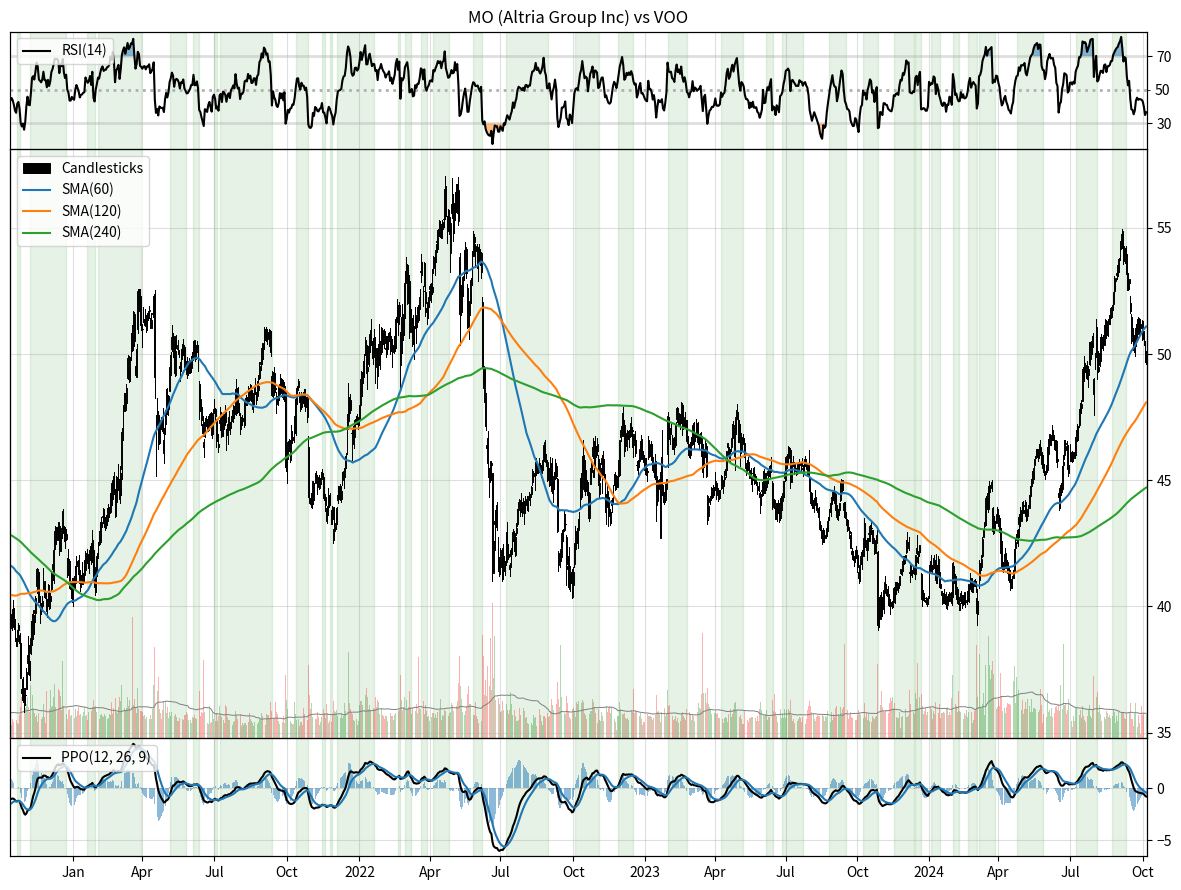 MO (Altria Group Inc) vs VOO
RSI(14)
70
50
30
Candlesticks
SMA(60)
SMA(120)
SMA(240)
55
50
45
40
35
PPO(12, 26, 9)
0
−5
Jan Apr Jul Oct 2022 Apr Jul Oct 2023 Apr Jul Oct 2024 Apr Jul Oct